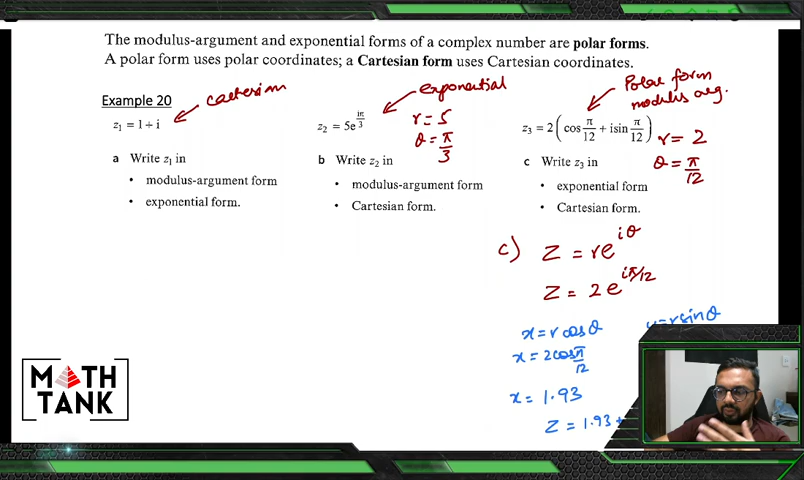 The modulus-argument and exponential forms of a complex number are polar forms.
A polar form uses polar coordinates; a Cartesian form uses Cartesian coordinates.
Example 20
cartesian
z₁ = 1 + i
a Write z₁ in
• modulus-argument form
• exponential form.
exponential
z₂ = 5e^(iπ/3)
r = 5
θ = π/3
b Write z₂ in
• modulus-argument form
• Cartesian form.
Polar form
modulus arg.
z₃ = 2(cos π/12 + isin π/12)
r = 2
θ = π/12
c Write z₃ in
• exponential form
• Cartesian form.
c) Z = re^(iθ)
Z = 2e^(iπ/12)
x = r cos θ
= r sin θ
x = 2cos π/12
x = 1.93
Z = 1.93 +
MATH
TANK